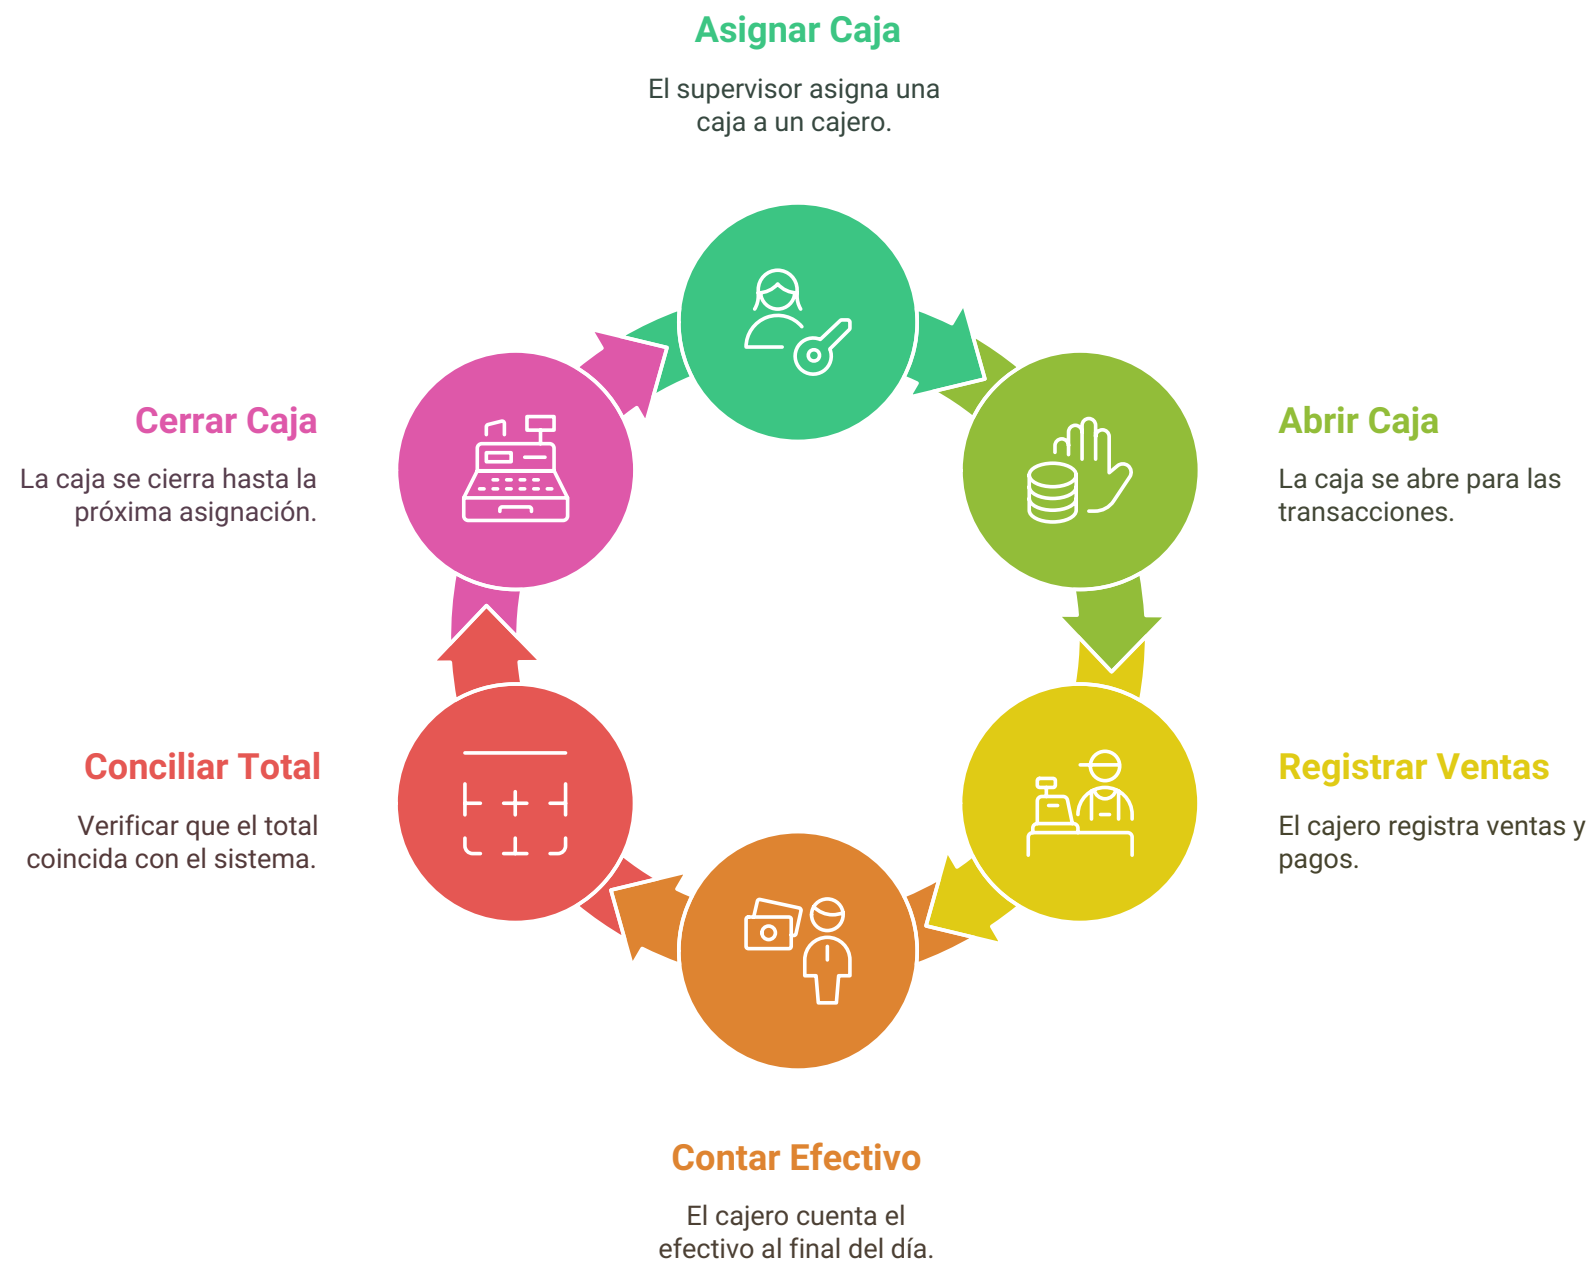 Asignar Caja
El supervisor asigna una
caja a un cajero.
Abrir Caja
La caja se abre para las
transacciones.
Registrar Ventas
El cajero registra ventas y
pagos.
Contar Efectivo
El cajero cuenta el
efectivo al final del día.
Conciliar Total
Verificar que el total
coincida con el sistema.
Cerrar Caja
La caja se cierra hasta la
próxima asignación.